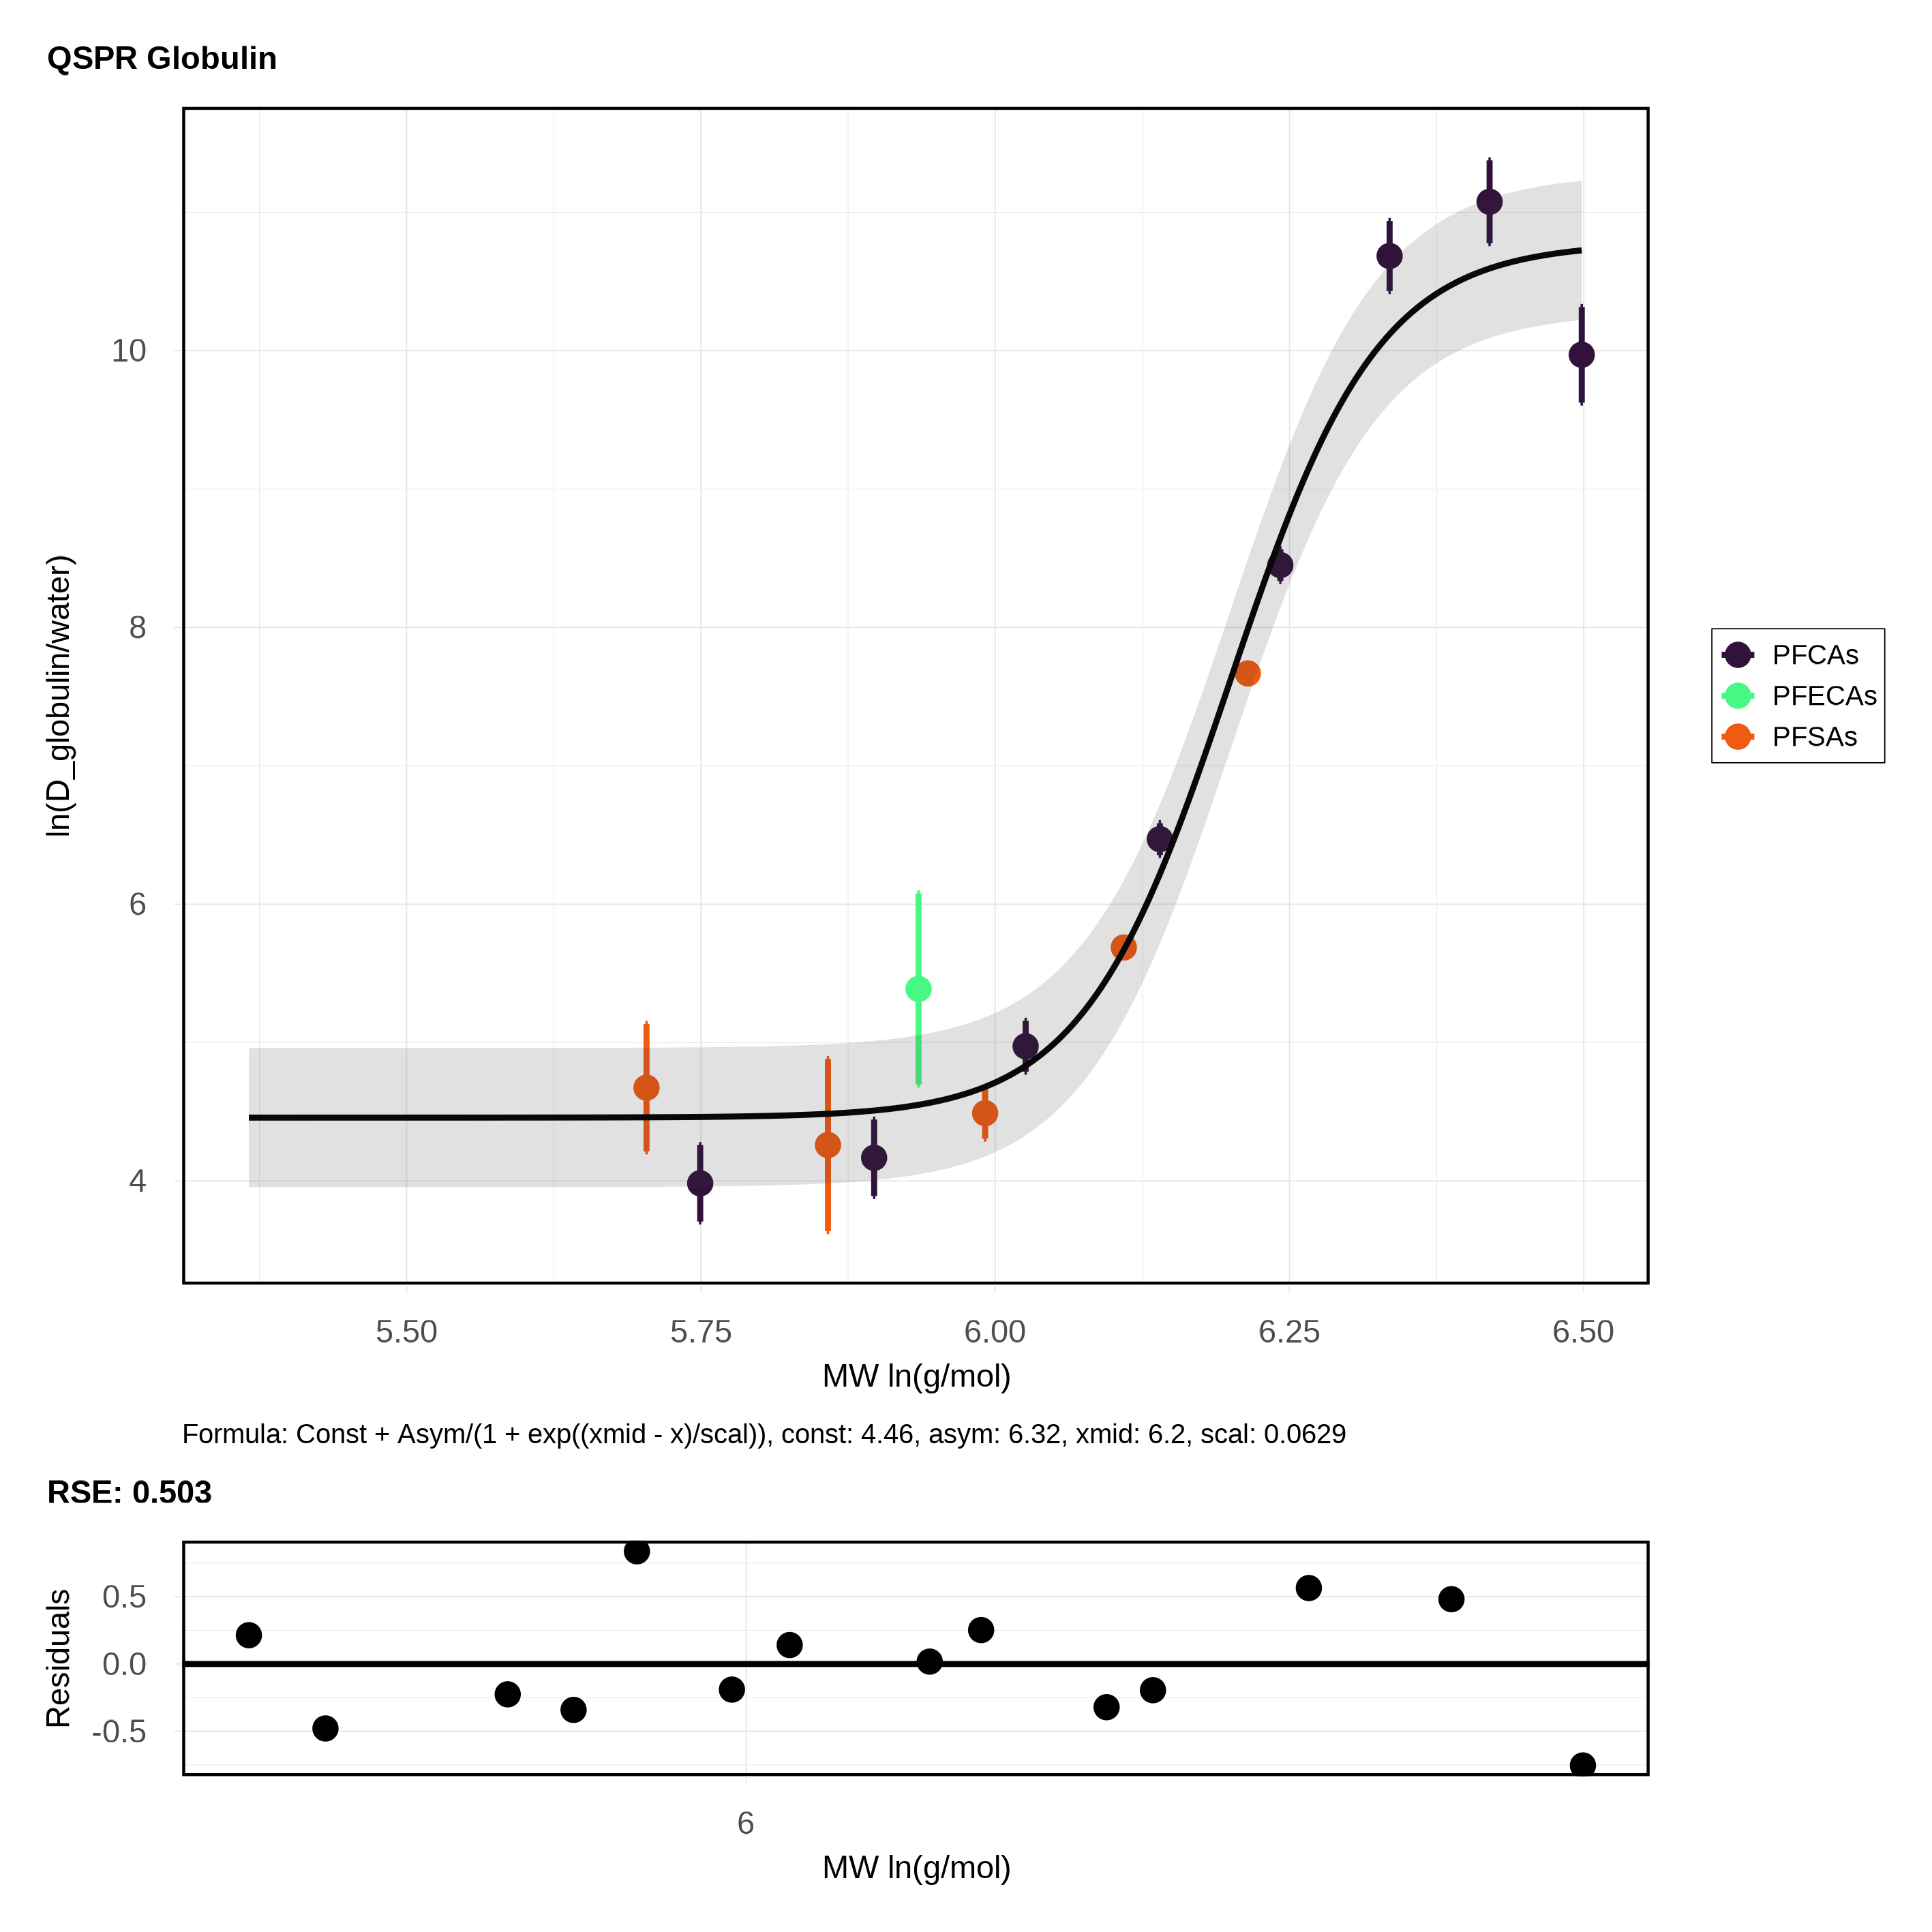 QSPR Globulin
ln(D_globulin/water)
10
8
6
4
5.50 5.75 6.00 6.25 6.50
MW ln(g/mol)
PFCAs
PFECAs
PFSAs
Formula: Const + Asym/(1 + exp((xmid - x)/scal)), const: 4.46, asym: 6.32, xmid: 6.2, scal: 0.0629
RSE: 0.503
Residuals
0.5
0.0
-0.5
6
MW ln(g/mol)